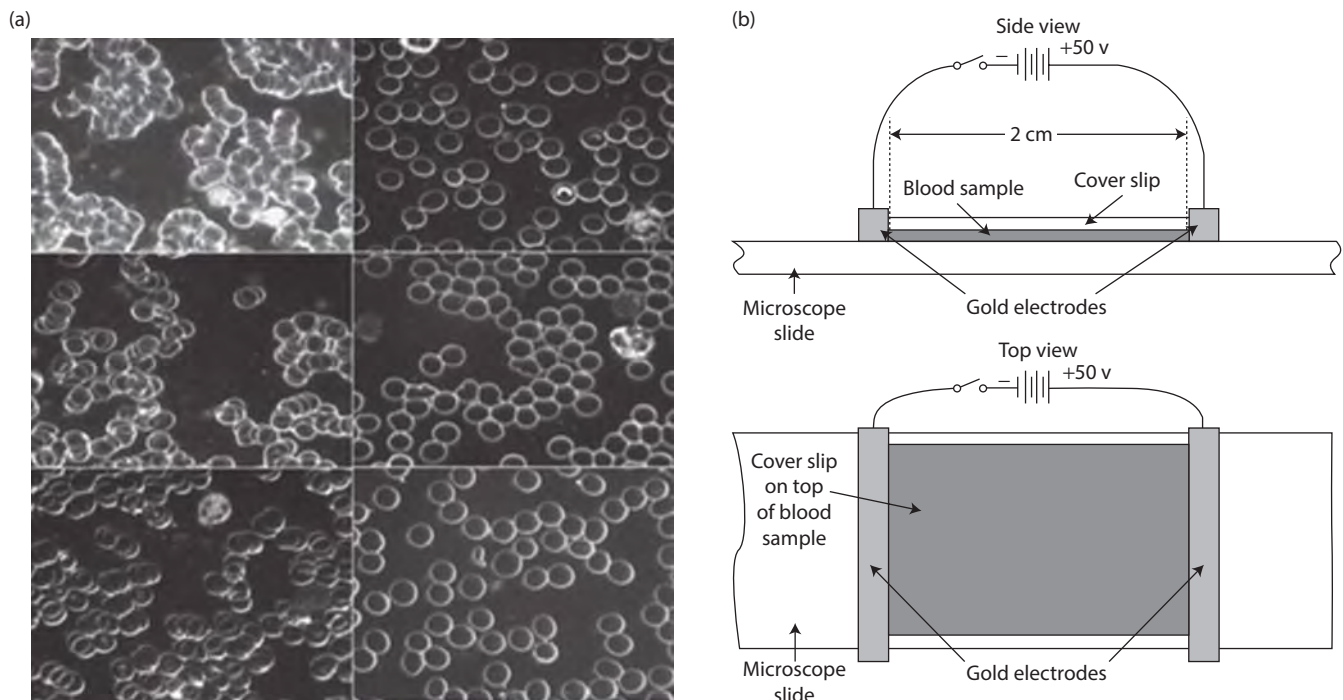 (a)
(b)
Side view
− +50 v
2 cm
Blood sample
Cover slip
Microscope
slide
Gold electrodes
Top view
− +50 v
Cover slip
on top
of blood
sample
Microscope
slide
Gold electrodes